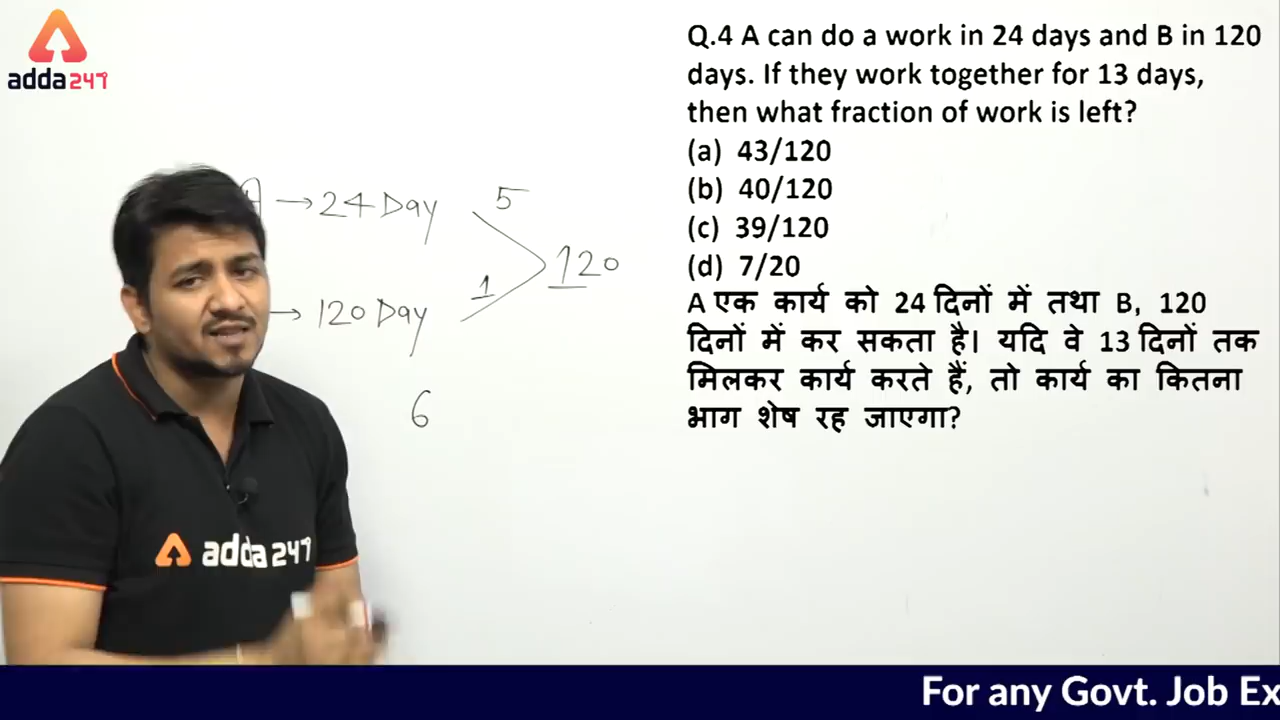 adda247
Q.4 A can do a work in 24 days and B in 120
days. If they work together for 13 days,
then what fraction of work is left?
(a) 43/120
(b) 40/120
(c) 39/120
(d) 7/20
A एक कार्य को 24 दिनों में तथा B, 120
दिनों में कर सकता है। यदि वे 13 दिनों तक
मिलकर कार्य करते हैं, तो कार्य का कितना
भाग शेष रह जाएगा?
A → 24 Day 5
120
→ 120 Day 1
6
adda247
For any Govt. Job Ex